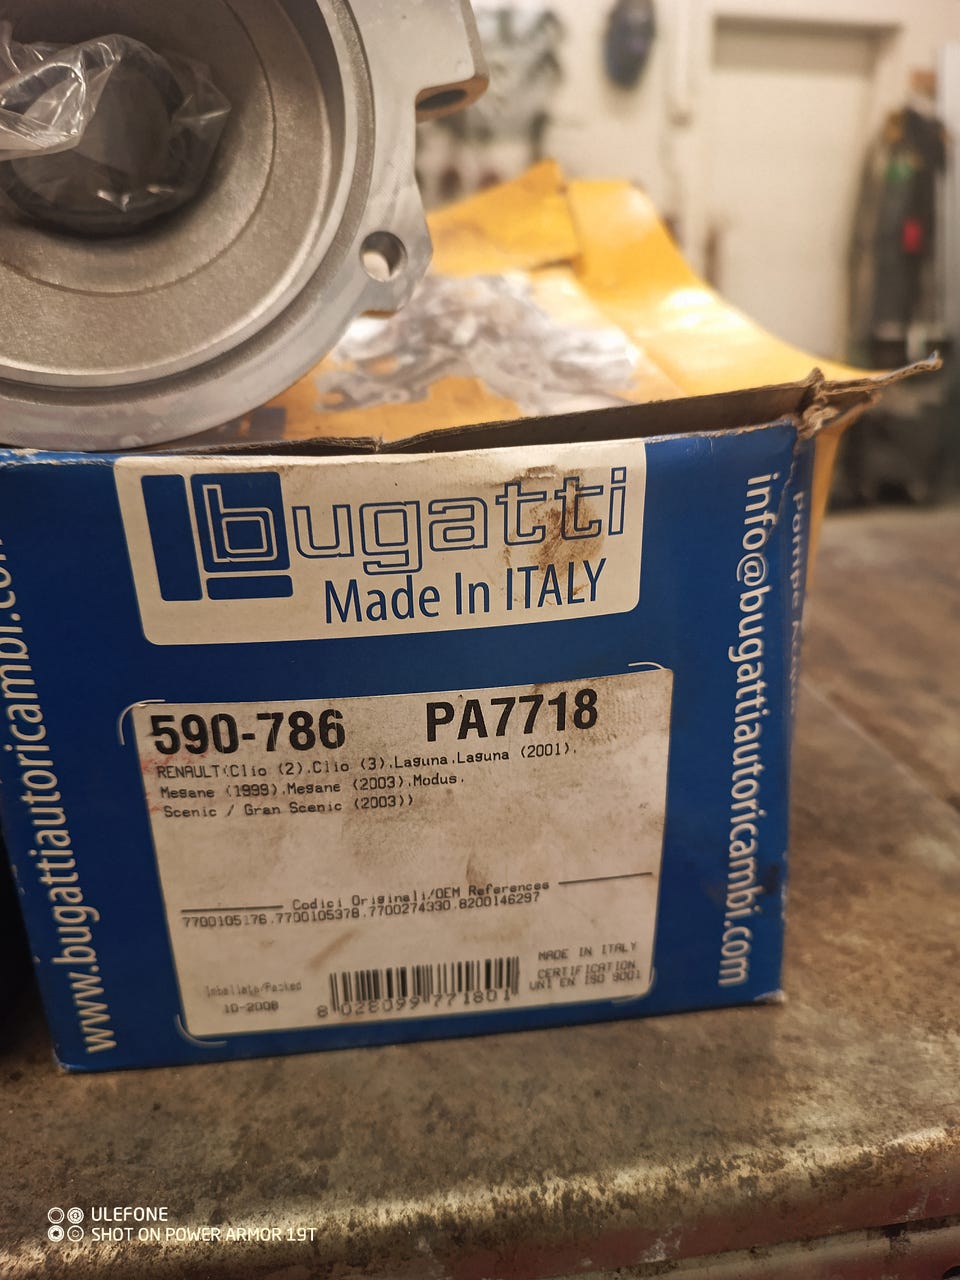 bugatti
Made In ITALY
590-786 PA7718
RENAULT(Clio (2),Clio (3),Laguna,Laguna (2001),
Megane (1999),Megane (2003),Modus,
Scenic / Gran Scenic (2003))
Codici Originali/OEM References
7700105176,7700105378,7700274330,8200146297
MADE IN ITALY
CERTIFICATION
UNI EN ISO 9001
Imballato/Packed
10-2008
8 028099 771801
www.bugattiautoricambi.com
info@bugattiautoricambi.com
ULEFONE
SHOT ON POWER ARMOR 19T